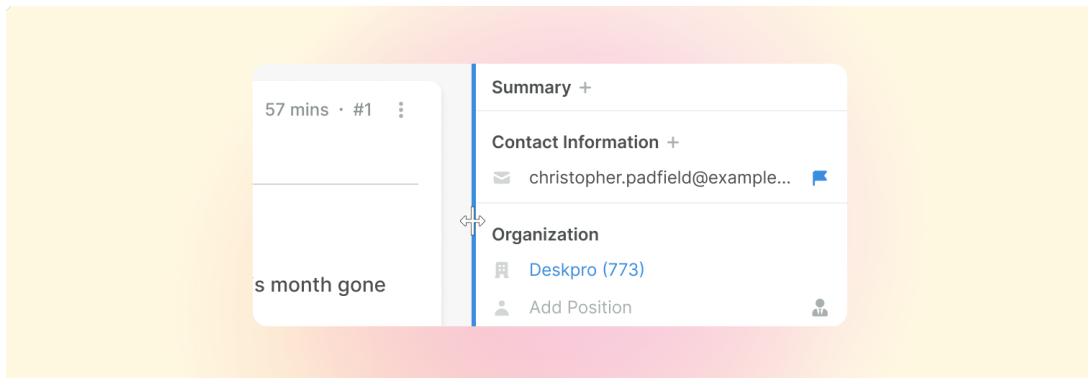 57 mins · #1
's month gone
Summary +
Contact Information +
christopher.padfield@example...
Organization
Deskpro (773)
Add Position